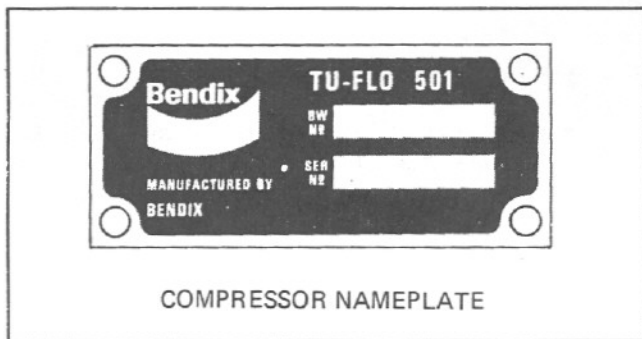 Bendix
TU-FLO 501
BW
Nº
SER
Nº
MANUFACTURED BY
BENDIX
COMPRESSOR NAMEPLATE